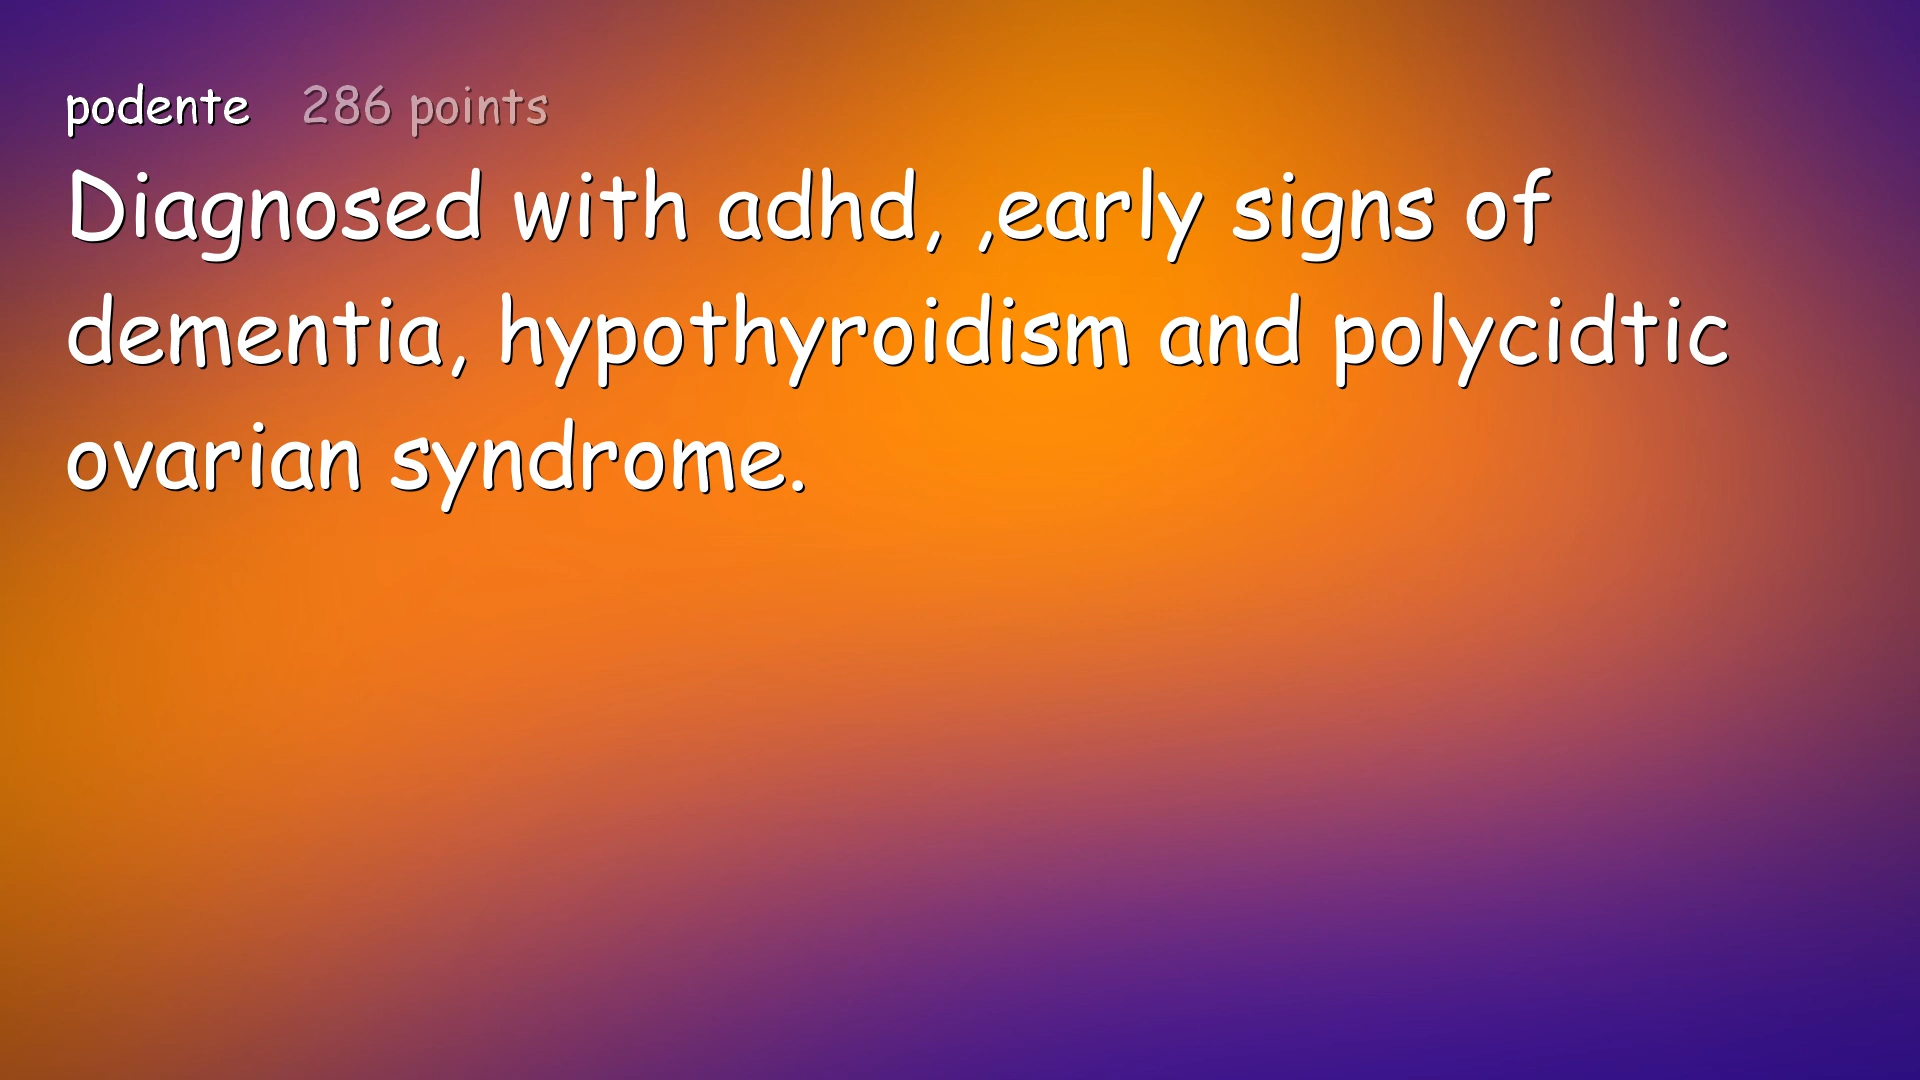 podente 286 points
Diagnosed with adhd, ,early signs of
dementia, hypothyroidism and polycidtic
ovarian syndrome.